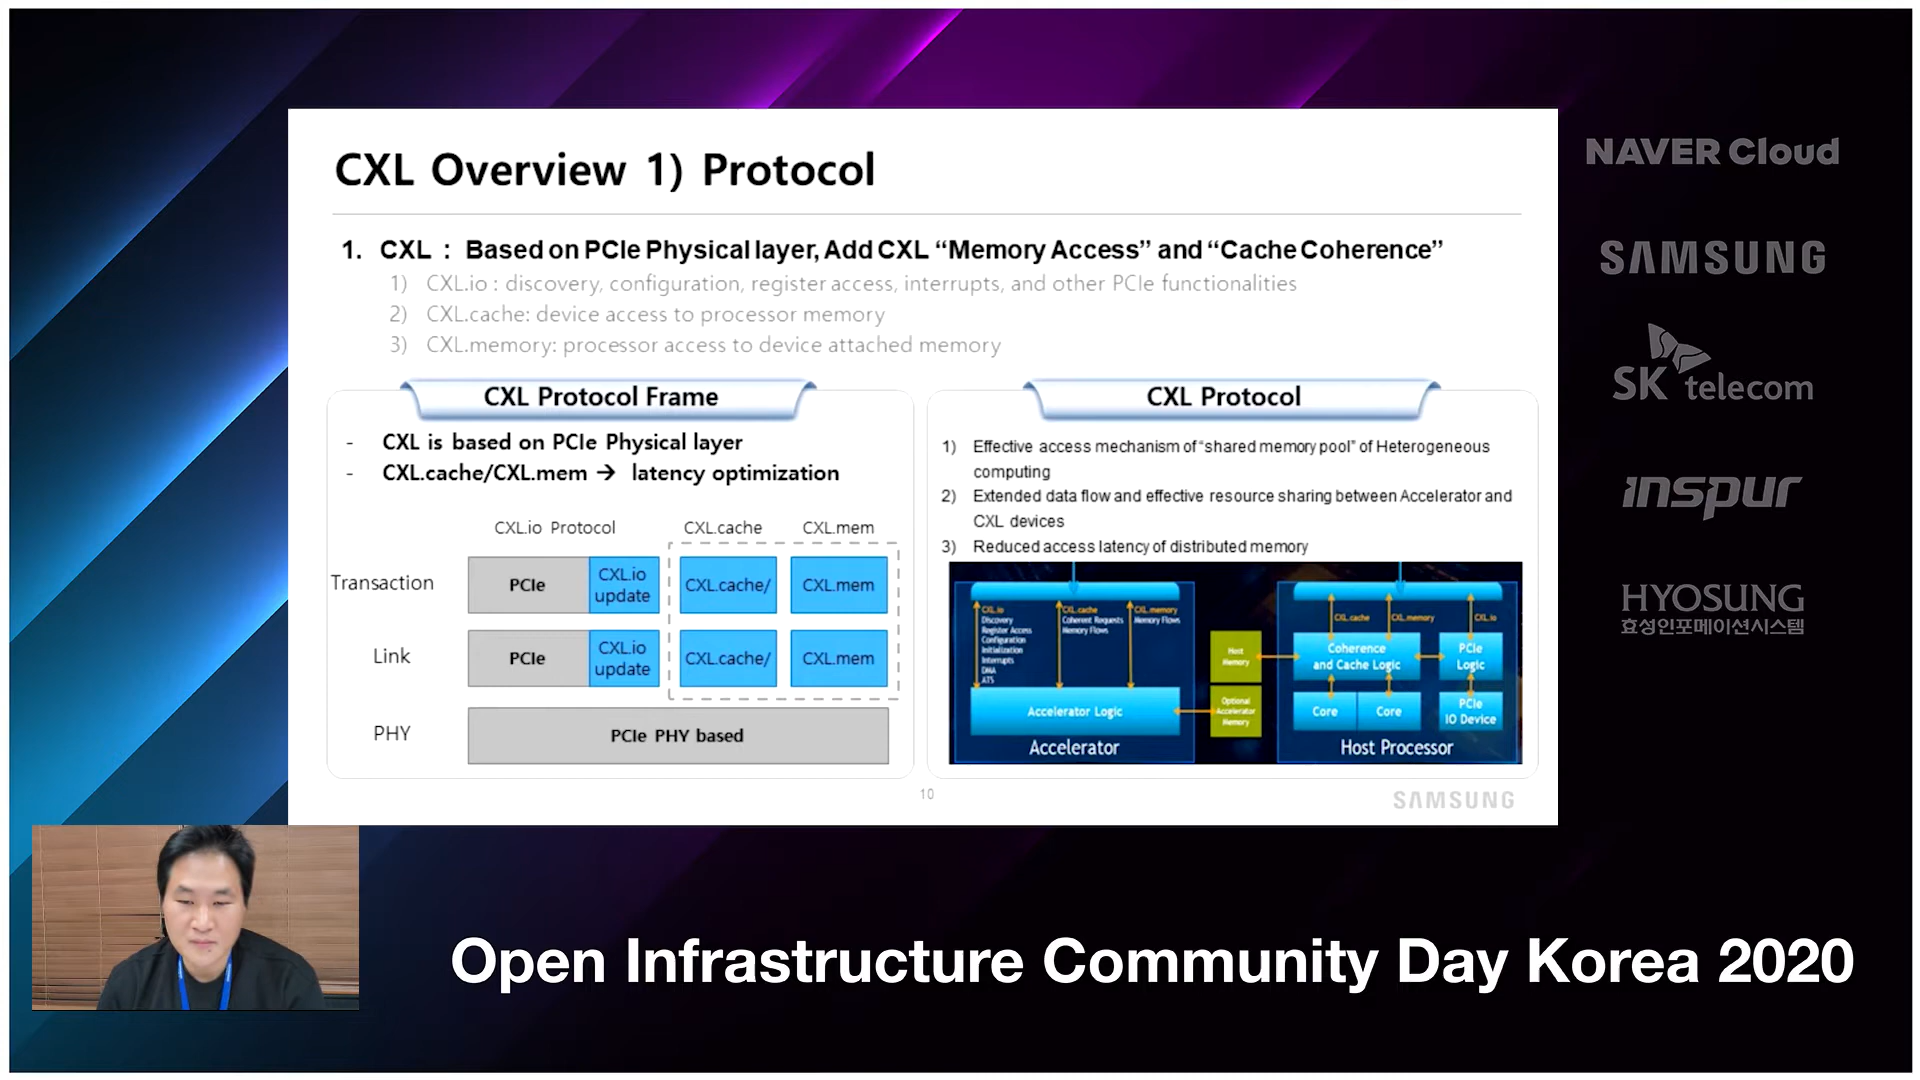 CXL Overview 1) Protocol
1. CXL : Based on PCIe Physical layer, Add CXL “Memory Access” and “Cache Coherence”
1) CXL.io : discovery, configuration, register access, interrupts, and other PCIe functionalities
2) CXL.cache: device access to processor memory
3) CXL.memory: processor access to device attached memory
CXL Protocol Frame
- CXL is based on PCIe Physical layer
- CXL.cache/CXL.mem → latency optimization
CXL.io Protocol CXL.cache CXL.mem
Transaction PCIe CXL.io update CXL.cache/ CXL.mem
Link PCIe CXL.io update CXL.cache/ CXL.mem
PHY PCIe PHY based
CXL Protocol
1) Effective access mechanism of “shared memory pool” of Heterogeneous
computing
2) Extended data flow and effective resource sharing between Accelerator and
CXL devices
3) Reduced access latency of distributed memory
CXL.io
Discovery
Register Access
Configuration
Initialization
Interrupts
DMA
ATS
CXL.cache
Coherent Requests
Memory Flows
CXL.memory
Memory Flows
Accelerator Logic
Accelerator
Host
Memory
Optional
Accelerator
Memory
CXL.cache CXL.memory CXL.io
Coherence
and Cache Logic
PCIe
Logic
Core Core
PCIe
IO Device
Host Processor
10
SAMSUNG
NAVER Cloud
SAMSUNG
SK telecom
inspur
HYOSUNG
효성인포메이션시스템
Open Infrastructure Community Day Korea 2020